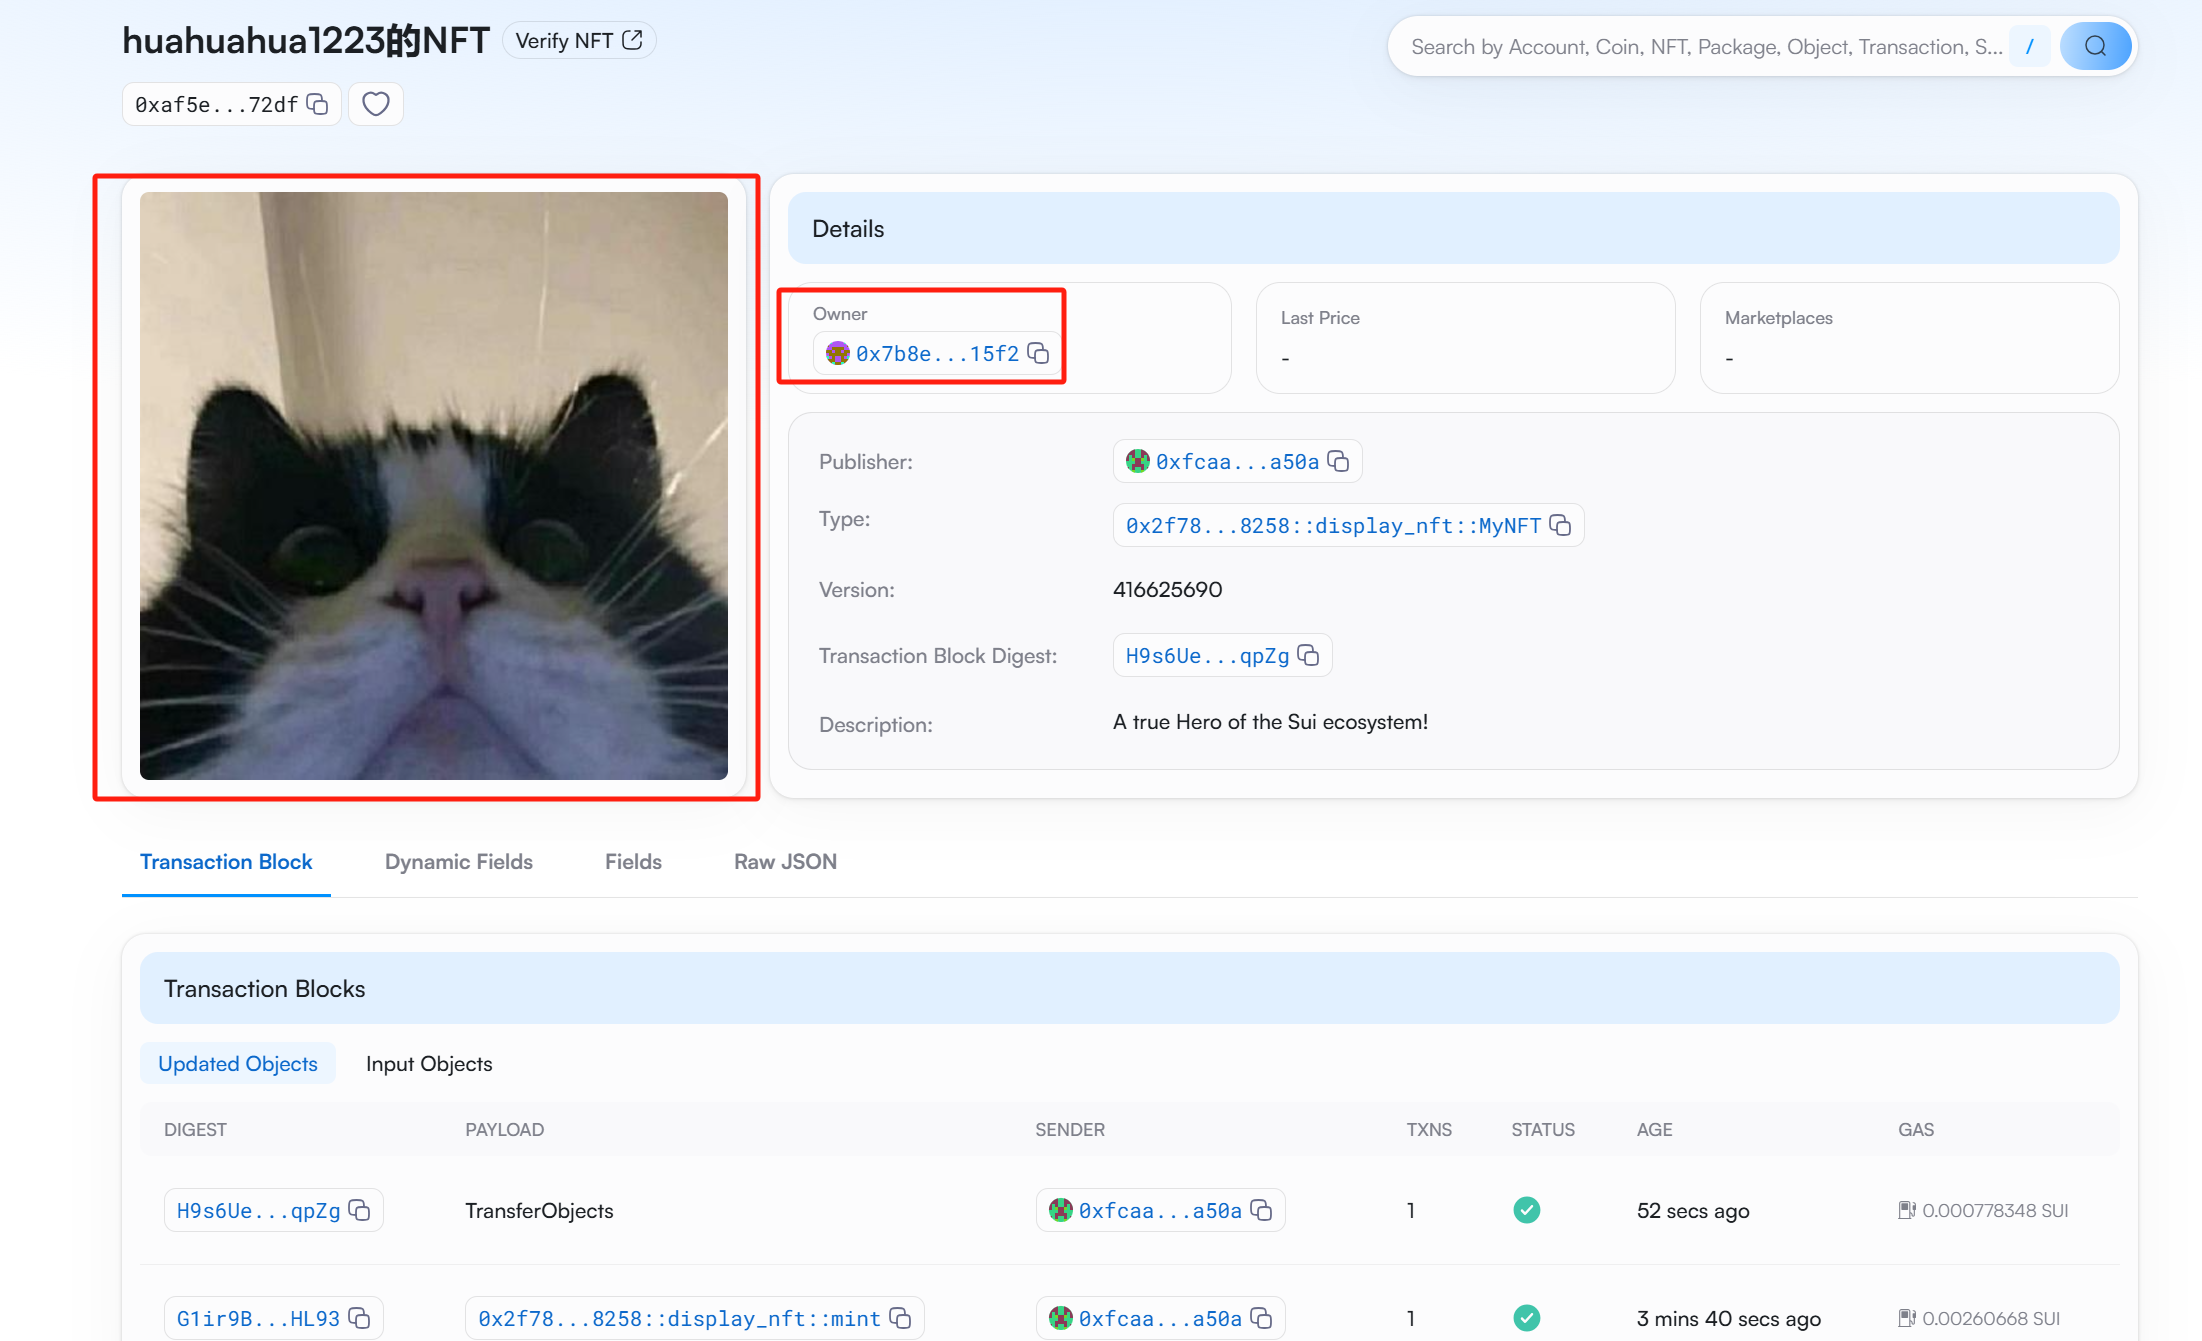 huahuahua1223的NFT
Verify NFT
Search by Account, Coin, NFT, Package, Object, Transaction, S... /
0xaf5e...72df
Details
Owner
0x7b8e...15f2
Last Price
-
Marketplaces
-
Publisher:
0xfcaa...a50a
Type:
0x2f78...8258::display_nft::MyNFT
Version:
416625690
Transaction Block Digest:
H9s6Ue...qpZg
Description:
A true Hero of the Sui ecosystem!
Transaction Block Dynamic Fields Fields Raw JSON
Transaction Blocks
Updated Objects Input Objects
DIGEST PAYLOAD SENDER TXNS STATUS AGE GAS
H9s6Ue...qpZg TransferObjects 0xfcaa...a50a 1 52 secs ago 0.000778348 SUI
G1ir9B...HL93 0x2f78...8258::display_nft::mint 0xfcaa...a50a 1 3 mins 40 secs ago 0.00260668 SUI